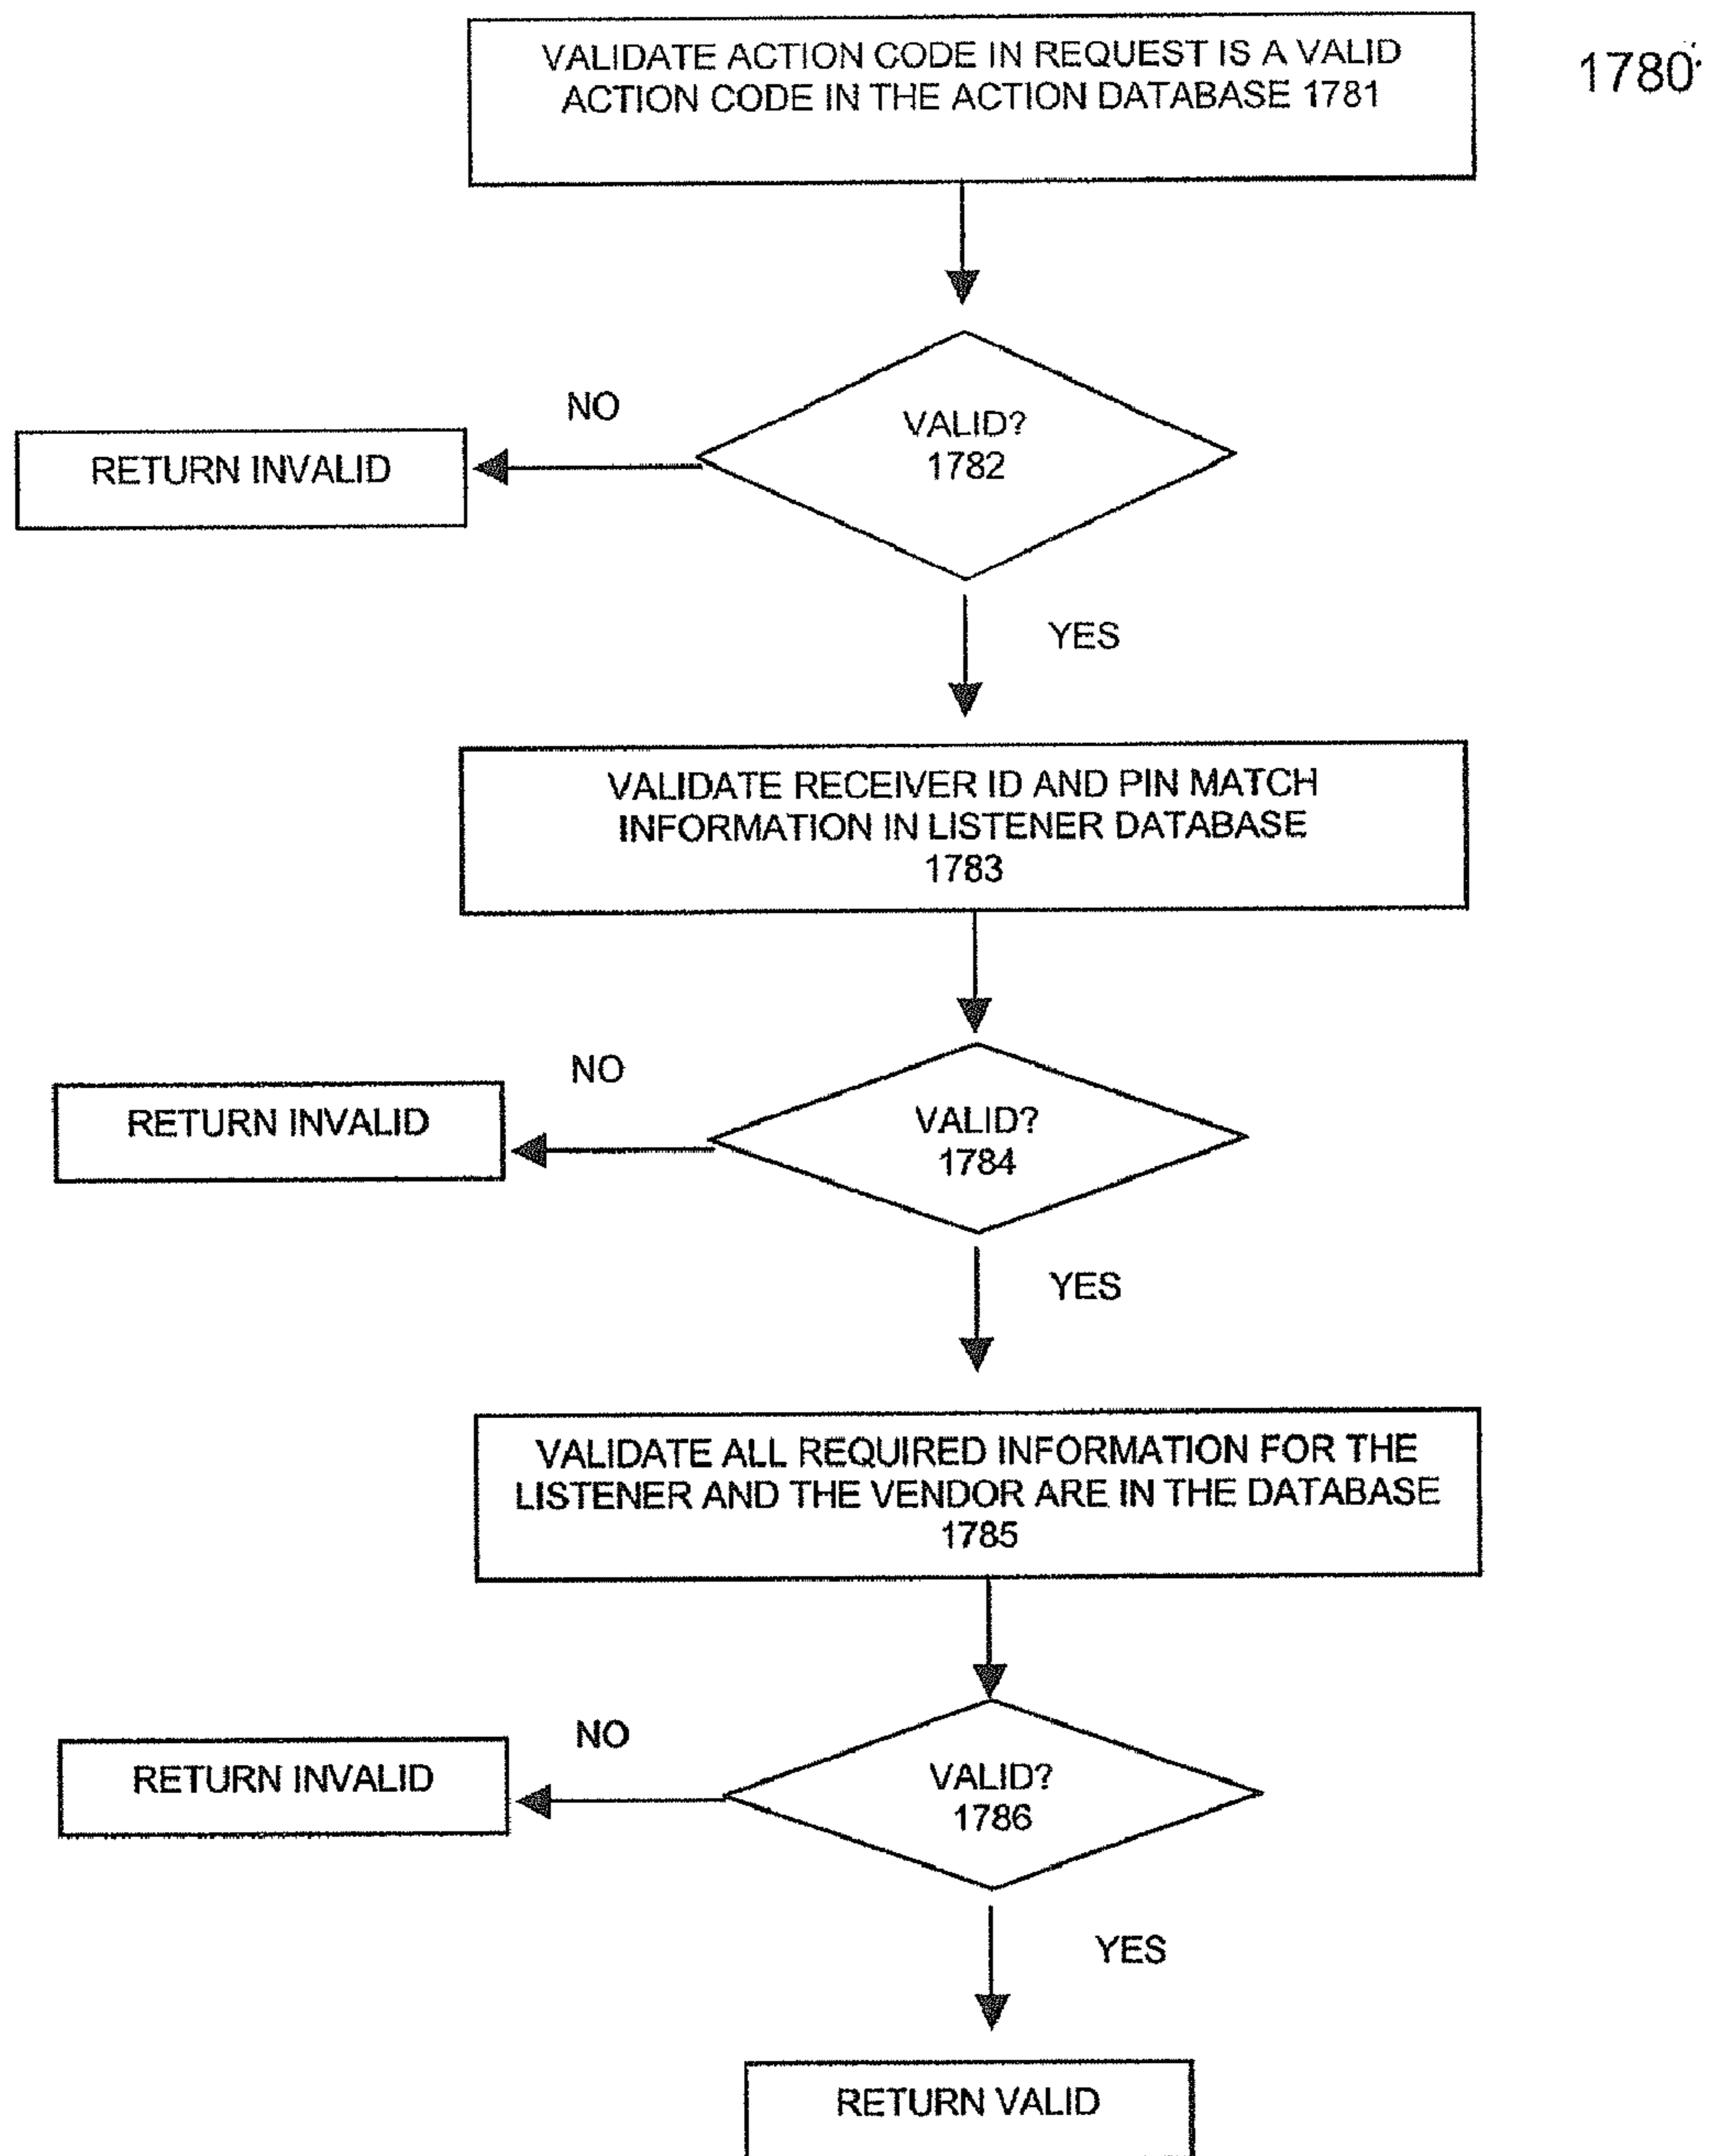 VALIDATE ACTION CODE IN REQUEST IS A VALID
ACTION CODE IN THE ACTION DATABASE 1781
1780
VALID?
1782
NO
RETURN INVALID
YES
VALIDATE RECEIVER ID AND PIN MATCH
INFORMATION IN LISTENER DATABASE
1783
VALID?
1784
NO
RETURN INVALID
YES
VALIDATE ALL REQUIRED INFORMATION FOR THE
LISTENER AND THE VENDOR ARE IN THE DATABASE
1785
VALID?
1786
NO
RETURN INVALID
YES
RETURN VALID